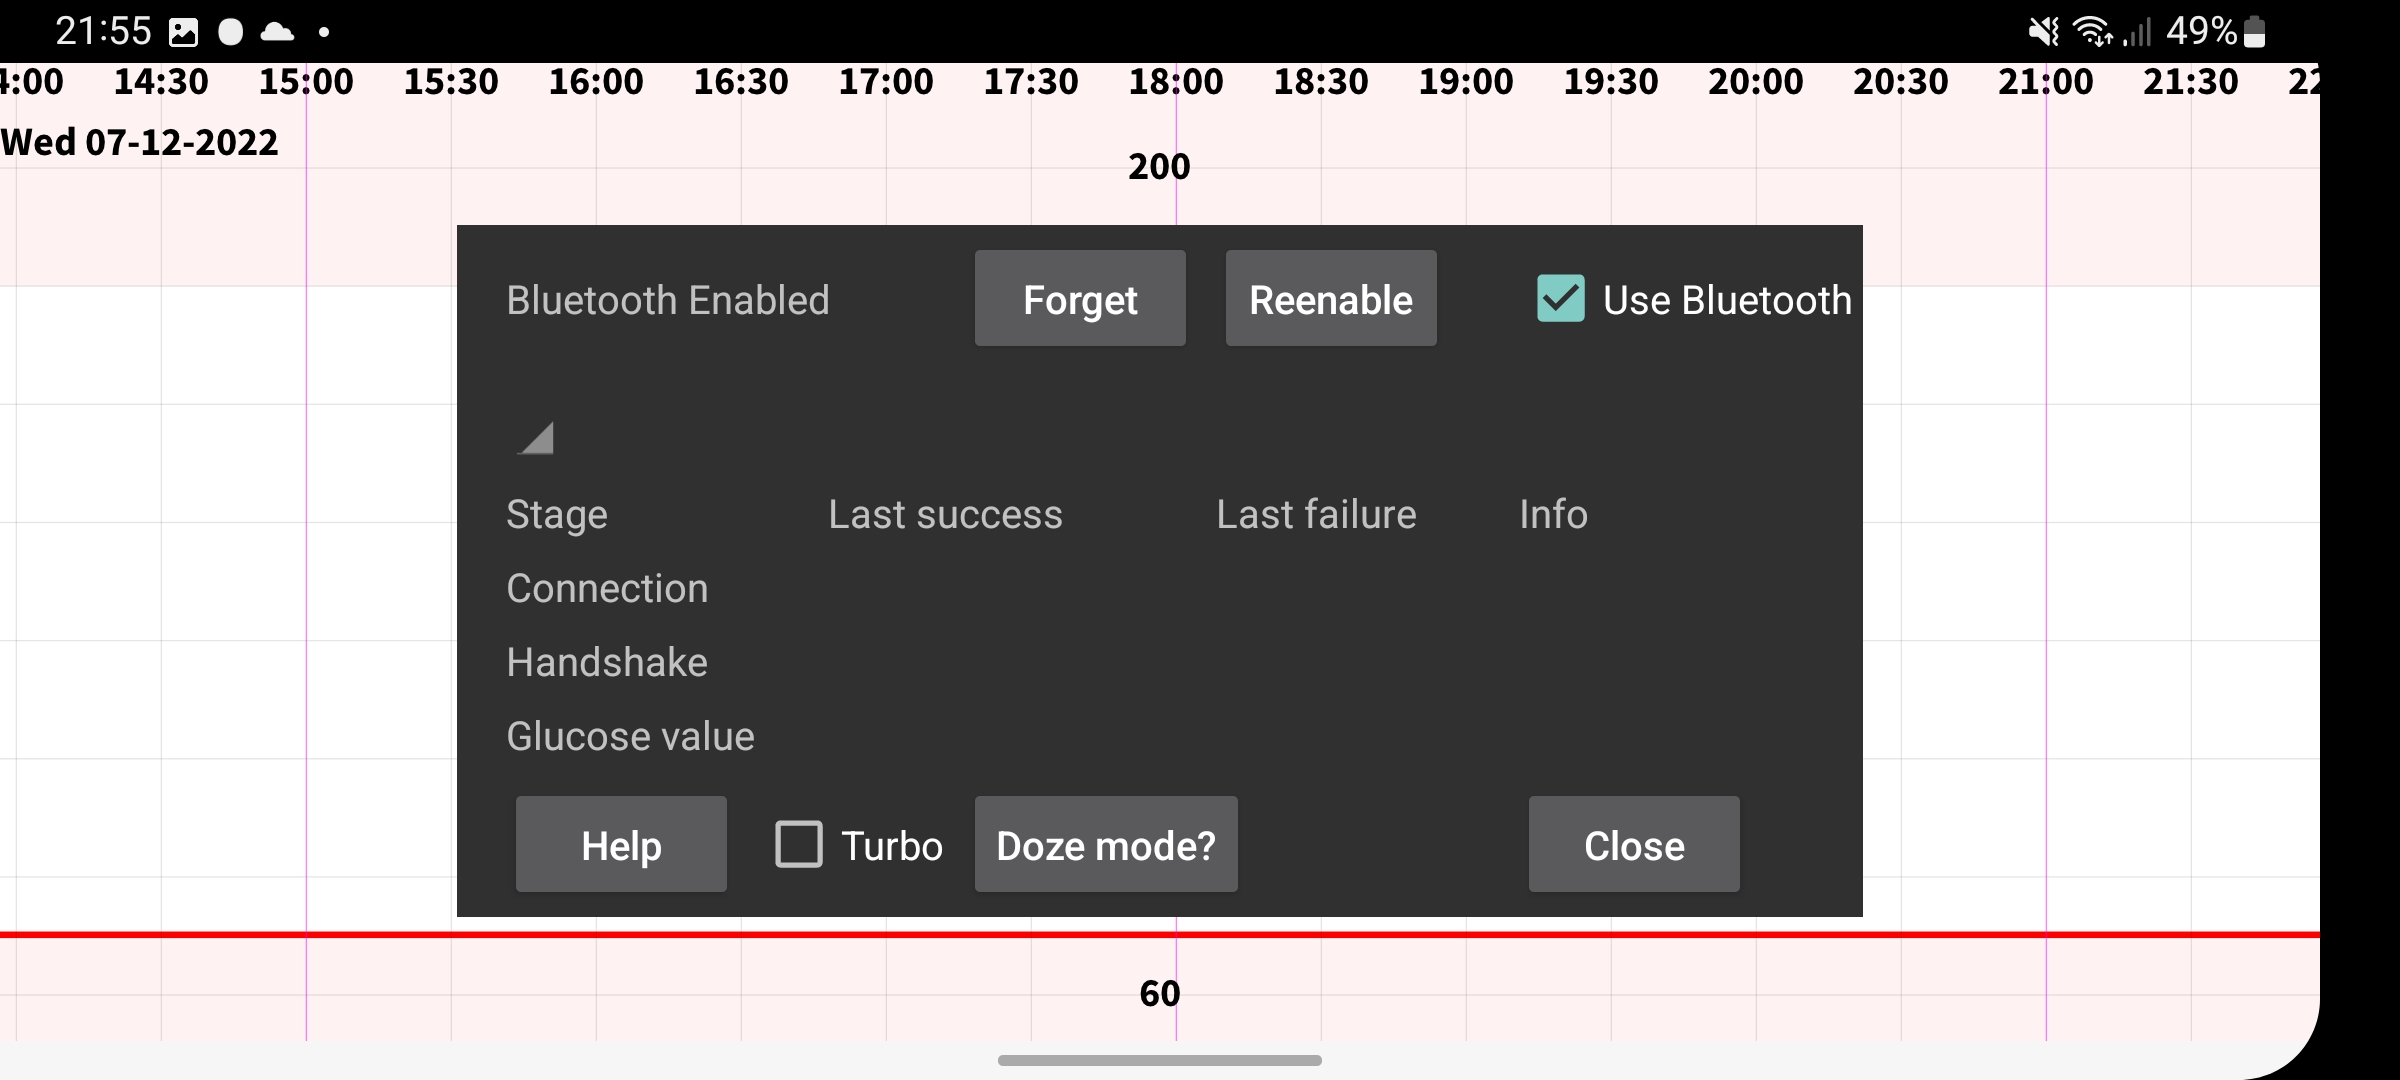 21:55 49%
4:00 14:30 15:00 15:30 16:00 16:30 17:00 17:30 18:00 18:30 19:00 19:30 20:00 20:30 21:00 21:30 22
Wed 07-12-2022
200
Bluetooth Enabled Forget Reenable Use Bluetooth
Stage Last success Last failure Info
Connection
Handshake
Glucose value
Help Turbo Doze mode? Close
60